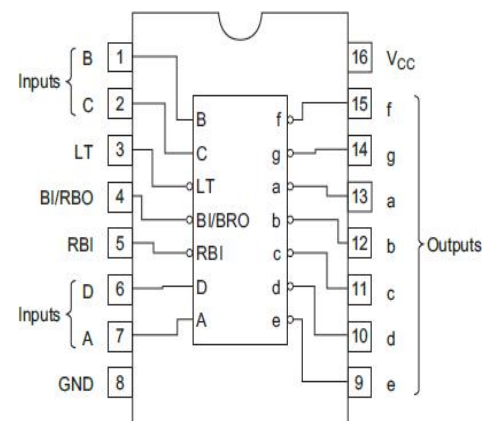 B 1 16 VCC
Inputs
C 2 B f 15 f
C g 14 g
LT 3 LT a 13 a
BI/RBO 4 BI/BRO b 12 b
RBI 5 RBI c 11 c
Outputs
D 6 D d 10 d
Inputs
A 7 A e 9 e
GND 8